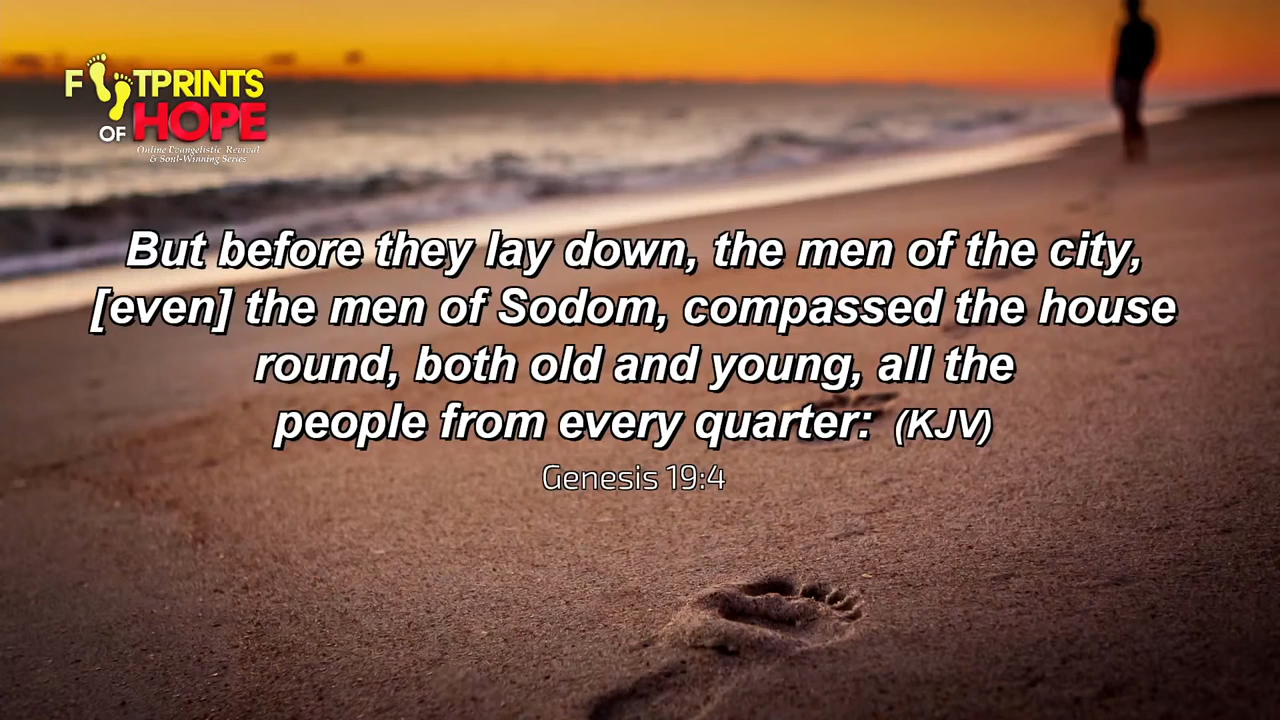 FOOTPRINTS
OF HOPE
Online Evangelistic Revival
& Soul-Winning Series
But before they lay down, the men of the city,
[even] the men of Sodom, compassed the house
round, both old and young, all the
people from every quarter: (KJV)
Genesis 19:4